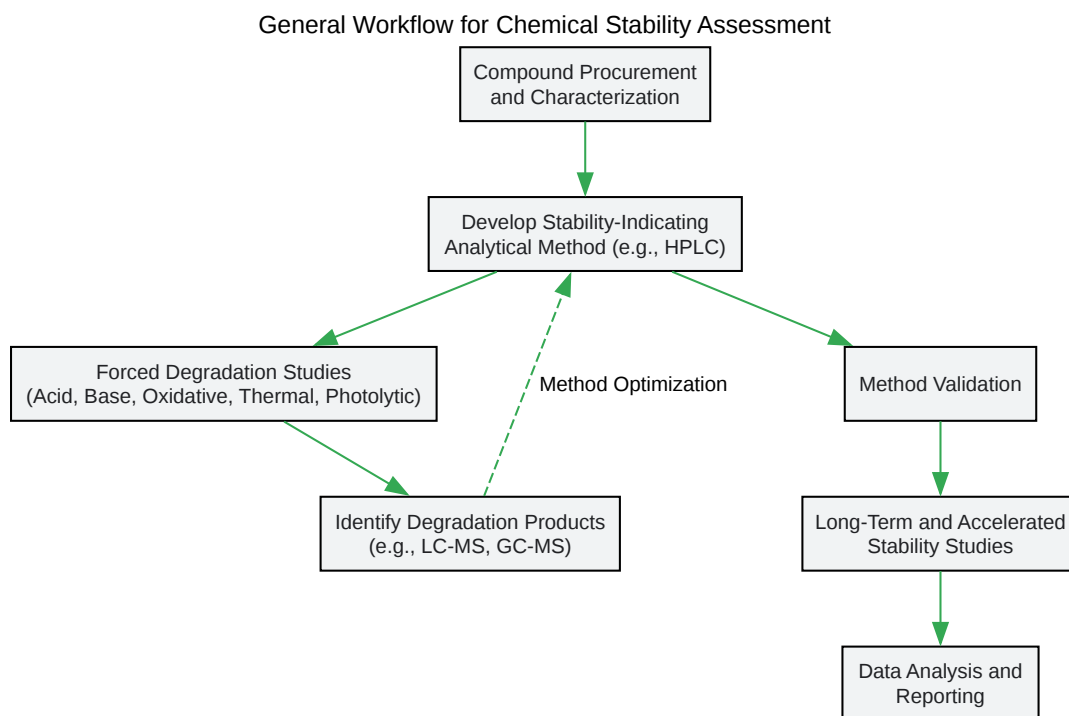 General Workflow for Chemical Stability Assessment
Compound Procurement
and Characterization
Develop Stability-Indicating
Analytical Method (e.g., HPLC)
Forced Degradation Studies
(Acid, Base, Oxidative, Thermal, Photolytic)
Method Optimization
Method Validation
Identify Degradation Products
(e.g., LC-MS, GC-MS)
Long-Term and Accelerated
Stability Studies
Data Analysis and
Reporting